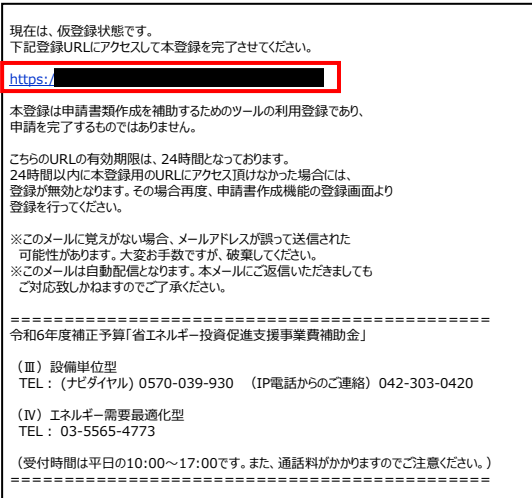 現在は、仮登録状態です。
下記登録URLにアクセスして本登録を完了させてください。
https:/
本登録は申請書類作成を補助するためのツールの利用登録であり、
申請を完了するものではありません。
こちらのURLの有効期限は、24時間となっております。
24時間以内に本登録用のURLにアクセス頂けなかった場合には、
登録が無効となります。その場合再度、申請書作成機能の登録画面より
登録を行ってください。
※このメールに覚えがない場合、メールアドレスが誤って送信された
可能性があります。大変お手数ですが、破棄してください。
※このメールは自動配信となります。本メールにご返信いただきましても
ご対応致しかねますのでご了承ください。
============================================
令和6年度補正予算「省エネルギー投資促進支援事業費補助金」
（Ⅲ）設備単位型
TEL： (ナビダイヤル) 0570-039-930 （IP電話からのご連絡）042-303-0420
（Ⅳ）エネルギー需要最適化型
TEL： 03-5565-4773
（受付時間は平日の10:00～17:00です。また、通話料がかかりますのでご注意ください。）
============================================